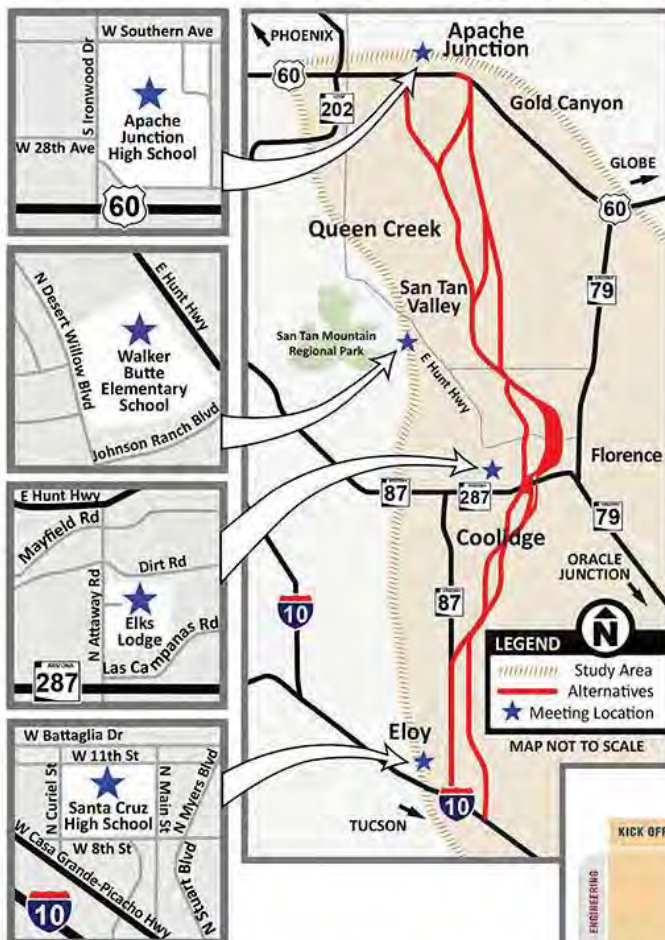 W Southern Ave
S Ironwood Dr
Apache
Junction
High School
W 28th Ave
60
N Desert Willow Blvd
E Hunt Hwy
Walker
Butte
Elementary
School
Johnson Ranch Blvd
E Hunt Hwy
Mayfield Rd
Dirt Rd
N Attaway Rd
Elks
Lodge
Las Campanas Rd
ARIZONA
287
W Battaglia Dr
W 11th St
N Curiel St
Santa Cruz
High School
N Main St
N Myers Blvd
W 8th St
N Stuart Blvd
W Casa Grande-Picacho Hwy
10
PHOENIX
Apache
Junction
60
202
Gold Canyon
GLOBE
60
Queen Creek
79
San Tan
Valley
San Tan Mountain
Regional Park
E Hunt Hwy
Florence
87
287
79
Coolidge
ORACLE
JUNCTION
10
87
LEGEND
N
Study Area
Alternatives
Meeting Location
MAP NOT TO SCALE
Eloy
10
TUCSON
KICK OFF
ENGINEERING